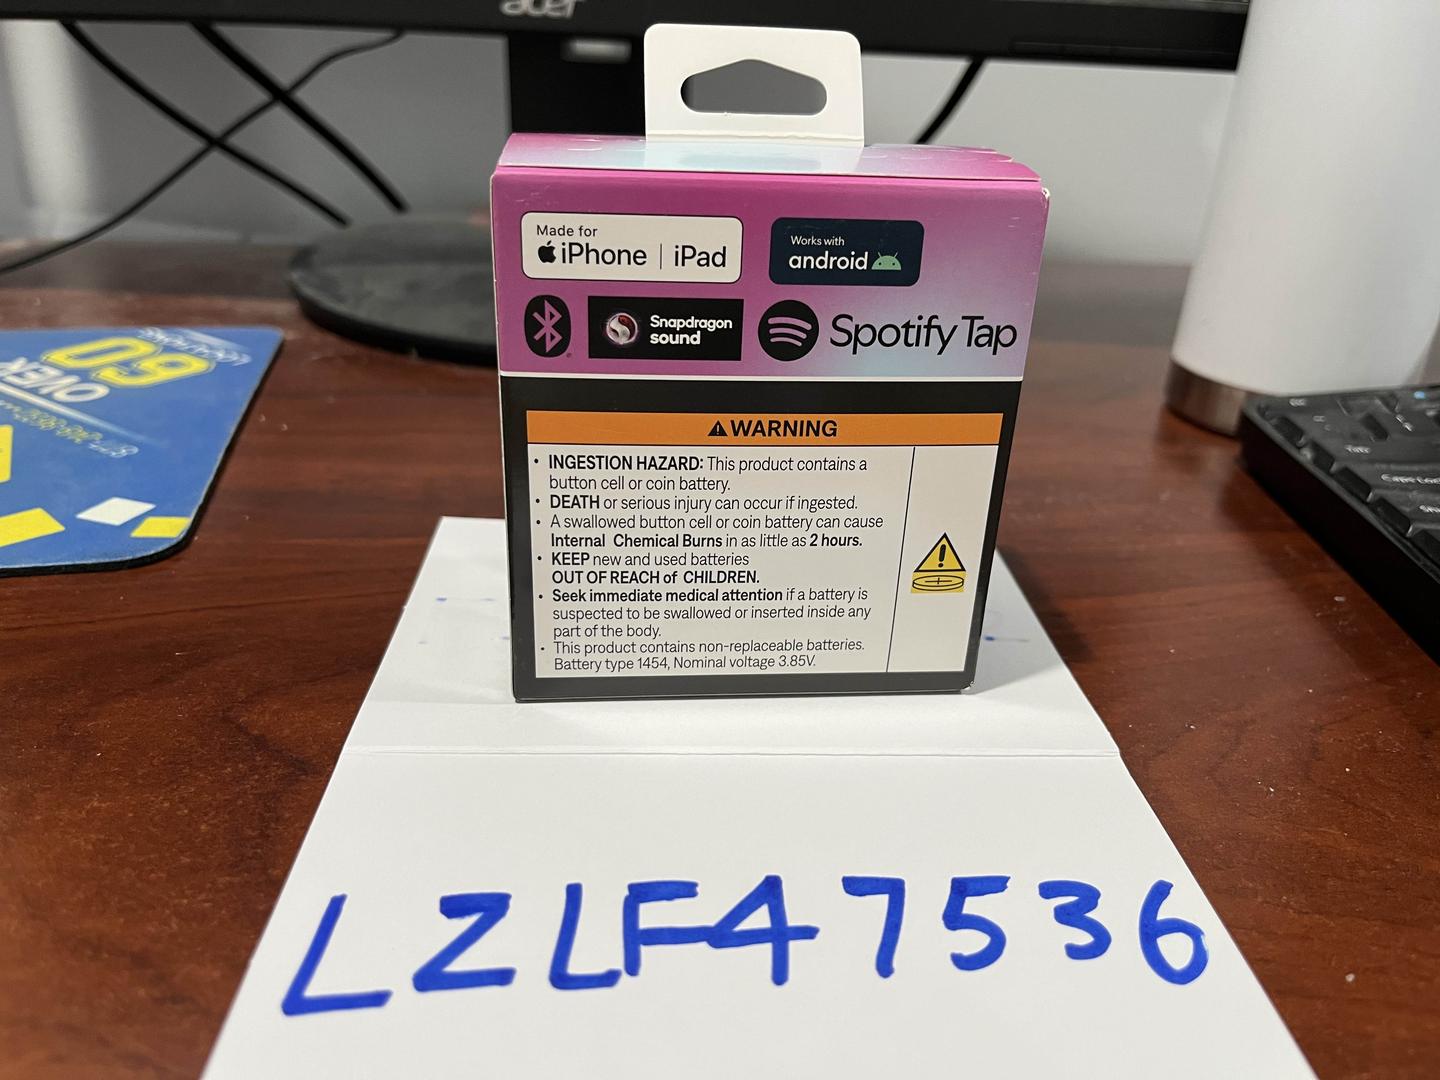 acer
Made for
iPhone | iPad
Works with
android
Snapdragon
sound
Spotify Tap
WARNING
• INGESTION HAZARD: This product contains a
button cell or coin battery.
• DEATH or serious injury can occur if ingested.
• A swallowed button cell or coin battery can cause
Internal Chemical Burns in as little as 2 hours.
• KEEP new and used batteries
OUT OF REACH of CHILDREN.
• Seek immediate medical attention if a battery is
suspected to be swallowed or inserted inside any
part of the body.
• This product contains non-replaceable batteries.
Battery type 1454, Nominal voltage 3.85V.
OVER
60
LOCATIONS
LZLF47536